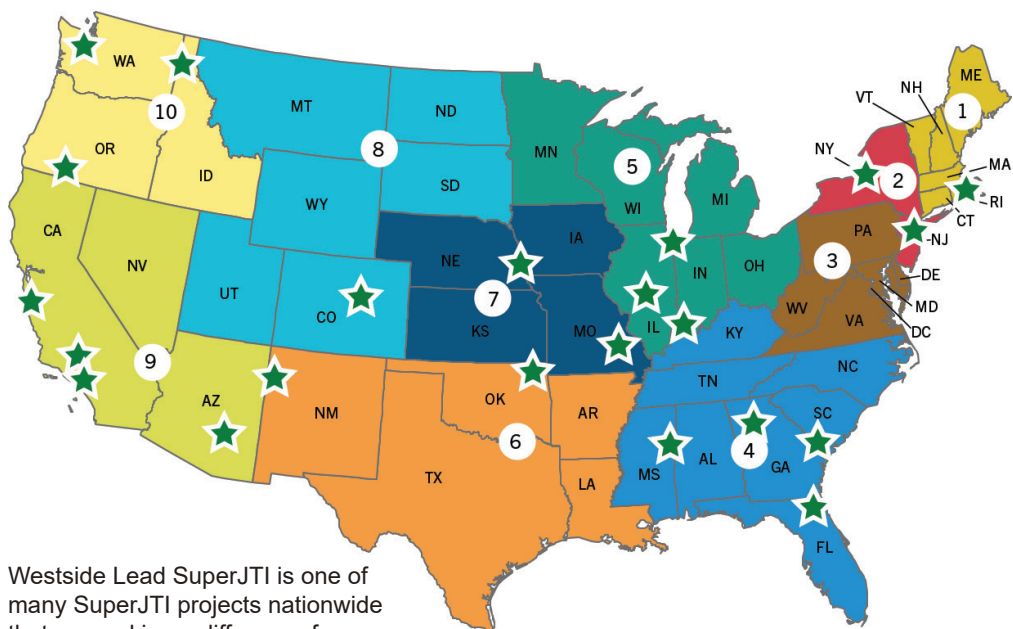 WA
ME
NH
VT
MT
ND
10
1
MN
OR
8
NY
MA
5
ID
SD
2
RI
WI
MI
WY
CT
CA
PA
NJ
IA
NE
NV
OH
3
IN
DE
UT
7
WV
MD
CO
VA
DC
KS
MO
IL
KY
9
NC
TN
OK
AZ
NM
AR
SC
6
4
AL
GA
MS
TX
LA
FL
Westside Lead SuperJTI is one of
many SuperJTI projects nationwide